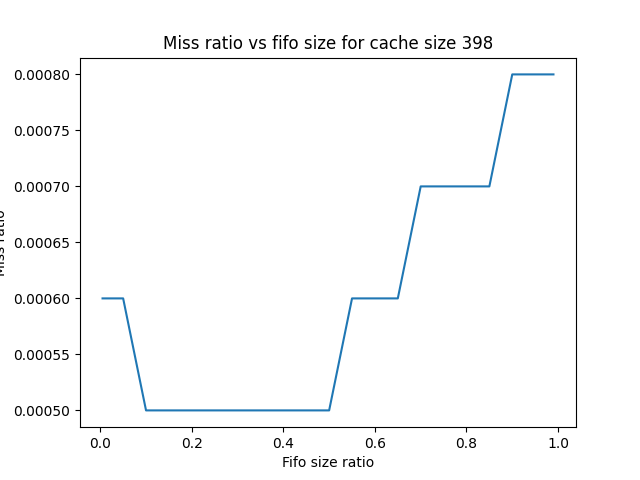 Miss ratio vs fifo size for cache size 398
0.00080
0.00075
0.00070
0.00065
0.00060
0.00055
0.00050
Miss ratio
0.0 0.2 0.4 0.6 0.8 1.0
Fifo size ratio